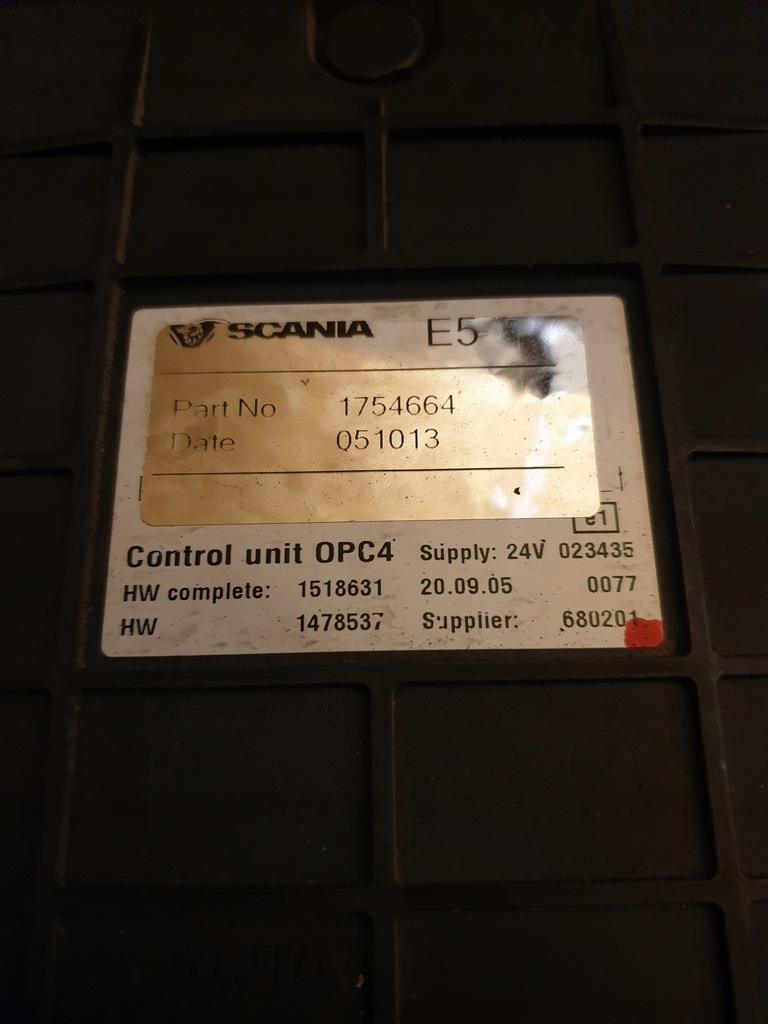 SCANIA E5
Part No 1754664
Date 051013
e1
Control unit OPC4 Supply: 24V 023435
HW complete: 1518631 20.09.05 0077
HW 1478537 Supplier: 680201